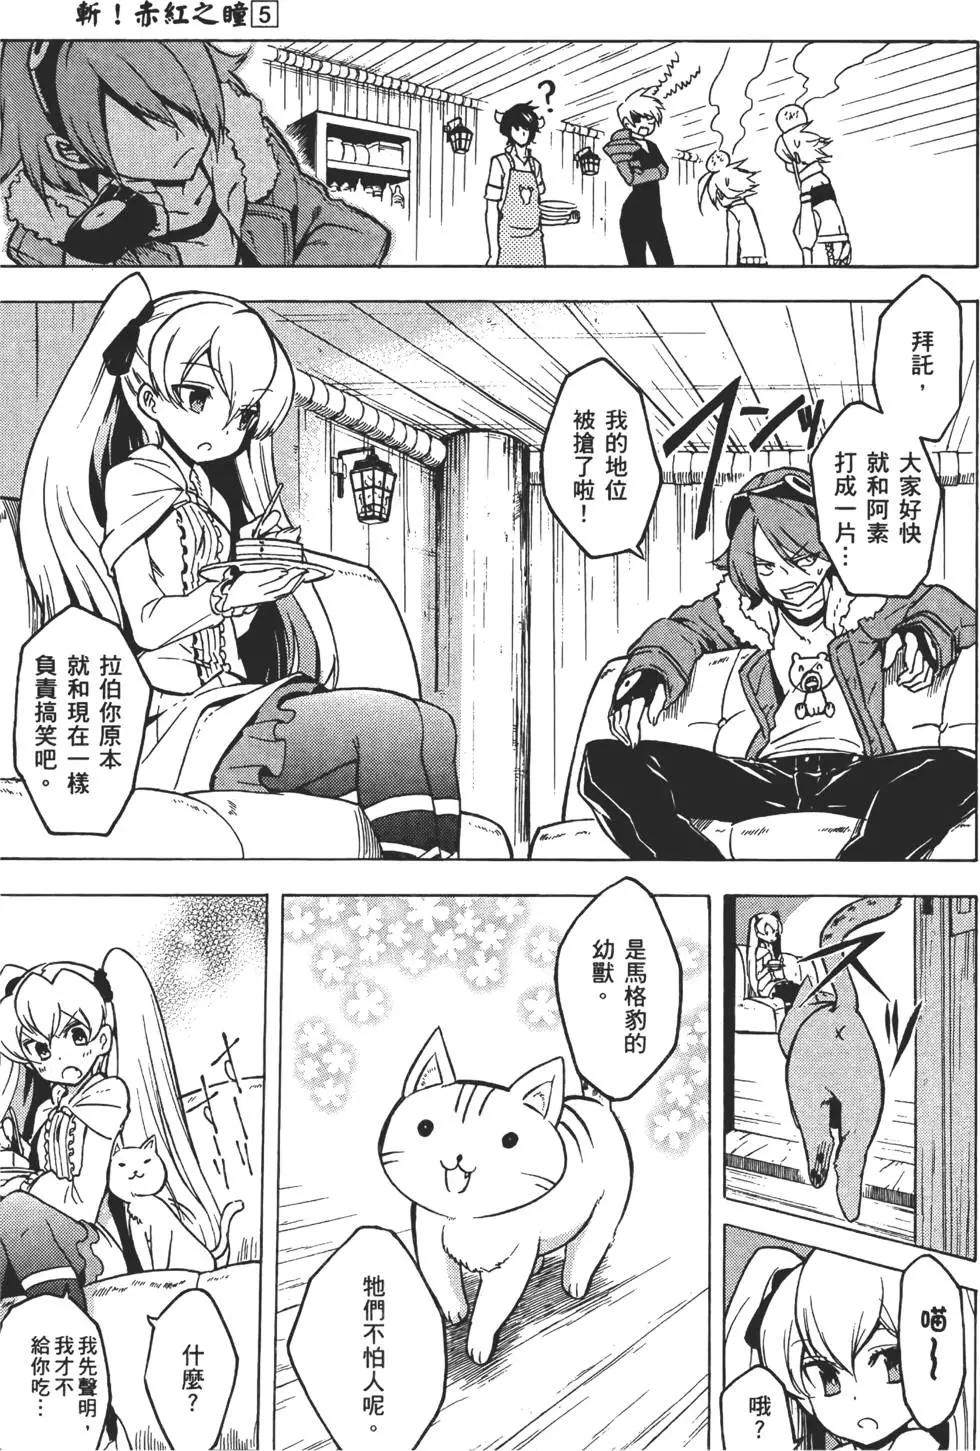 斬！赤紅之瞳5
?
拜託，
大家好快
就和阿素
打成一片…
我的地位
被搶了啦！
拉伯你原本
就和現在一樣
負責搞笑吧。
喵～
哦？
是馬格豹的
幼獸。
牠們不怕人呢。
什麼？
我先聲明，
我才不
給你吃…